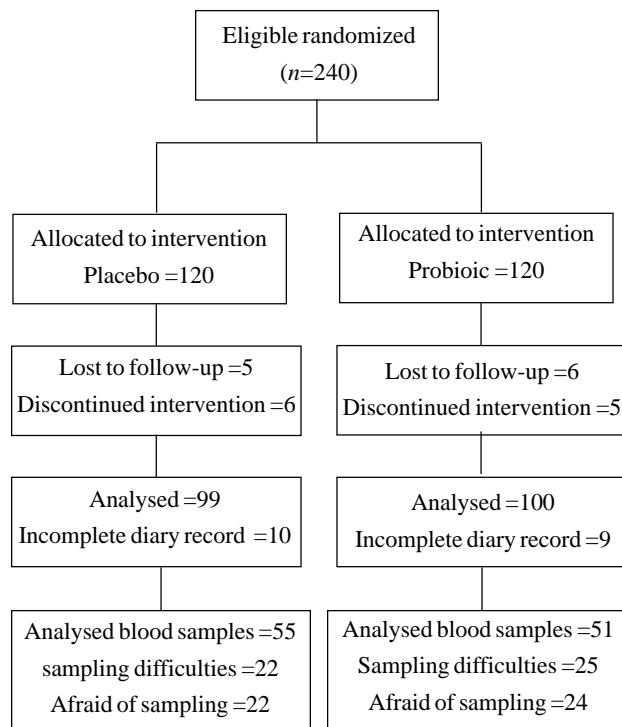 Eligible randomized
(n=240)
Allocated to intervention
Placebo =120
Allocated to intervention
Probioic =120
Lost to follow-up =5
Discontinued intervention =6
Lost to follow-up =6
Discontinued intervention =5
Analysed =99
Incomplete diary record =10
Analysed =100
Incomplete diary record =9
Analysed blood samples =55
sampling difficulties =22
Afraid of sampling =22
Analysed blood samples =51
Sampling difficulties =25
Afraid of sampling =24